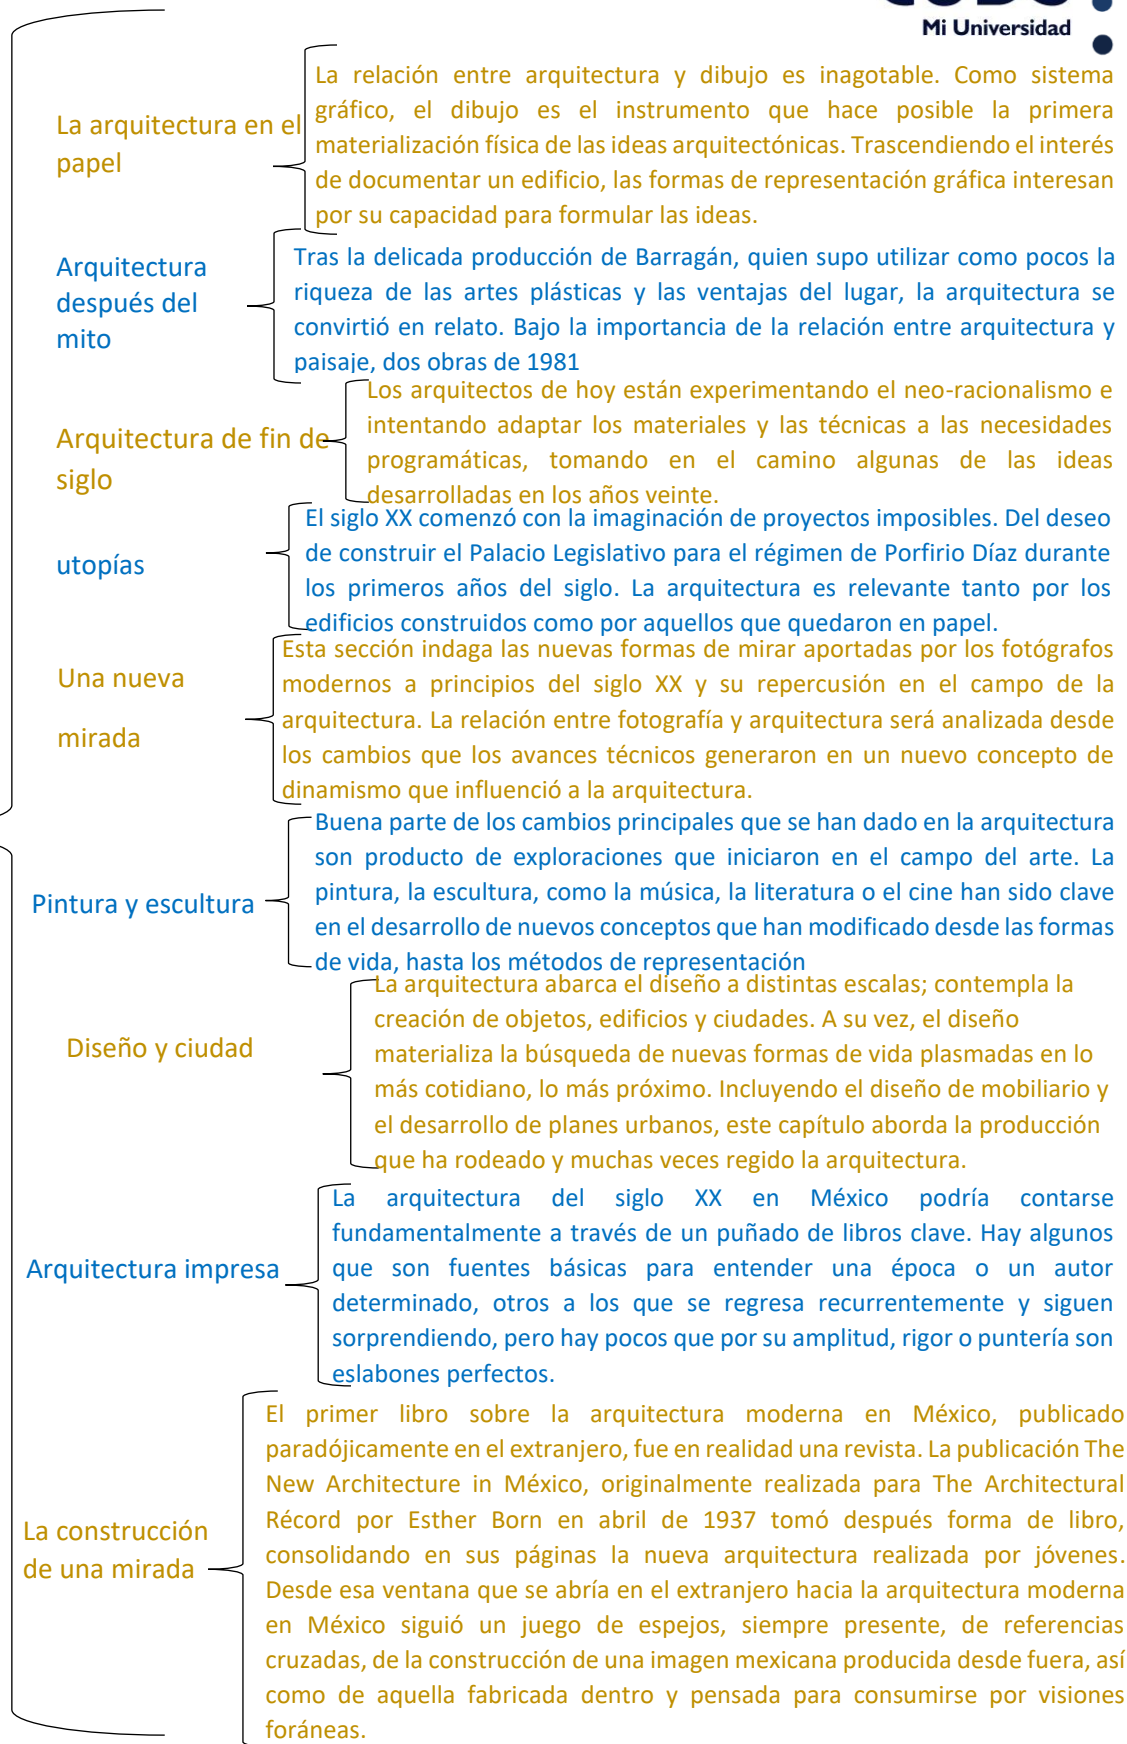 Mi Universidad
La arquitectura en el
papel
La relación entre arquitectura y dibujo es inagotable. Como sistema
gráfico, el dibujo es el instrumento que hace posible la primera
materialización física de las ideas arquitectónicas. Trascendiendo el interés
de documentar un edificio, las formas de representación gráfica interesan
por su capacidad para formular las ideas.
Arquitectura
después del
mito
Tras la delicada producción de Barragán, quien supo utilizar como pocos la
riqueza de las artes plásticas y las ventajas del lugar, la arquitectura se
convirtió en relato. Bajo la importancia de la relación entre arquitectura y
paisaje, dos obras de 1981
Arquitectura de fin de
siglo
Los arquitectos de hoy están experimentando el neo-racionalismo e
intentando adaptar los materiales y las técnicas a las necesidades
programáticas, tomando en el camino algunas de las ideas
desarrolladas en los años veinte.
utopías
El siglo XX comenzó con la imaginación de proyectos imposibles. Del deseo
de construir el Palacio Legislativo para el régimen de Porfirio Díaz durante
los primeros años del siglo. La arquitectura es relevante tanto por los
edificios construidos como por aquellos que quedaron en papel.
Una nueva
mirada
Esta sección indaga las nuevas formas de mirar aportadas por los fotógrafos
modernos a principios del siglo XX y su repercusión en el campo de la
arquitectura. La relación entre fotografía y arquitectura será analizada desde
los cambios que los avances técnicos generaron en un nuevo concepto de
dinamismo que influenció a la arquitectura.
Pintura y escultura
Buena parte de los cambios principales que se han dado en la arquitectura
son producto de exploraciones que iniciaron en el campo del arte. La
pintura, la escultura, como la música, la literatura o el cine han sido clave
en el desarrollo de nuevos conceptos que han modificado desde las formas
de vida, hasta los métodos de representación
Diseño y ciudad
La arquitectura abarca el diseño a distintas escalas; contempla la
creación de objetos, edificios y ciudades. A su vez, el diseño
materializa la búsqueda de nuevas formas de vida plasmadas en lo
más cotidiano, lo más próximo. Incluyendo el diseño de mobiliario y
el desarrollo de planes urbanos, este capítulo aborda la producción
que ha rodeado y muchas veces regido la arquitectura.
Arquitectura impresa
La arquitectura del siglo XX en México podría contarse
fundamentalmente a través de un puñado de libros clave. Hay algunos
que son fuentes básicas para entender una época o un autor
determinado, otros a los que se regresa recurrentemente y siguen
sorprendiendo, pero hay pocos que por su amplitud, rigor o puntería son
eslabones perfectos.
La construcción
de una mirada
El primer libro sobre la arquitectura moderna en México, publicado
paradójicamente en el extranjero, fue en realidad una revista. La publicación The
New Architecture in México, originalmente realizada para The Architectural
Récord por Esther Born en abril de 1937 tomó después forma de libro,
consolidando en sus páginas la nueva arquitectura realizada por jóvenes.
Desde esa ventana que se abría en el extranjero hacia la arquitectura moderna
en México siguió un juego de espejos, siempre presente, de referencias
cruzadas, de la construcción de una imagen mexicana producida desde fuera, así
como de aquella fabricada dentro y pensada para consumirse por visiones
foráneas.